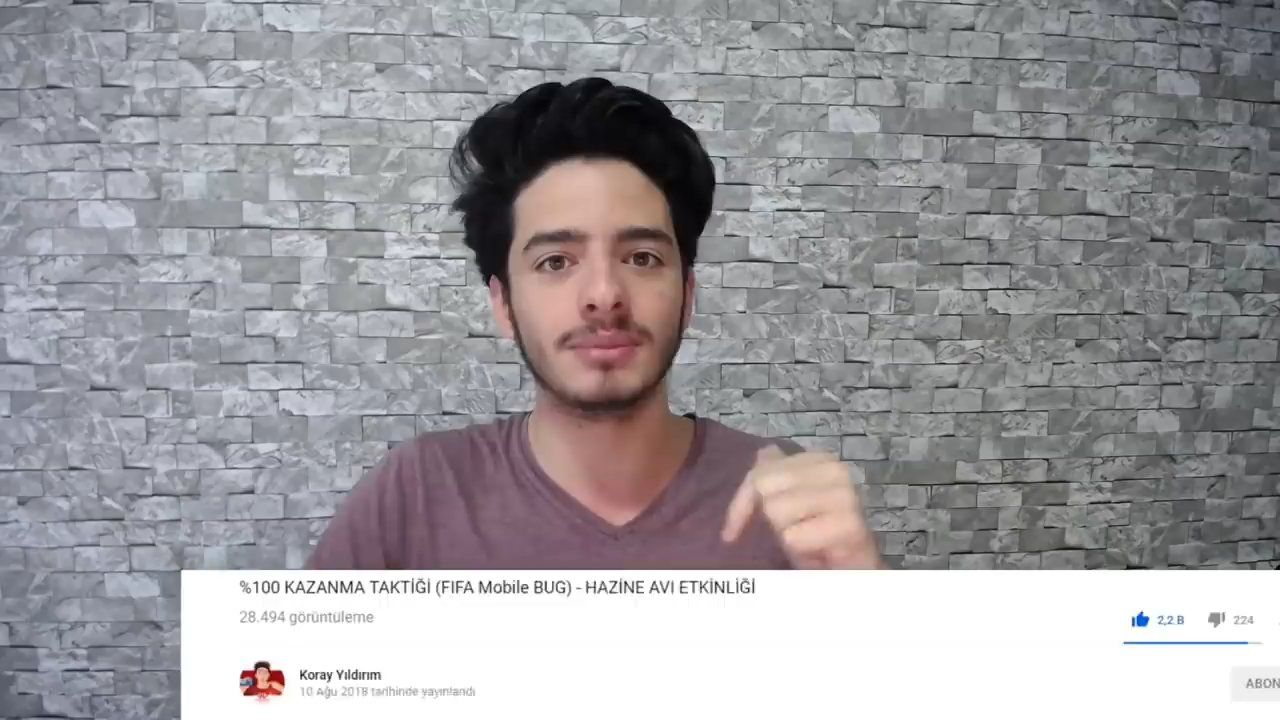 %100 KAZANMA TAKTİĞİ (FIFA Mobile BUG) - HAZİNE AVI ETKİNLİĞİ
28.494 görüntüleme
2,2 B
224
Koray Yıldırım
10 Ağu 2018 tarihinde yayınlandı
ABON